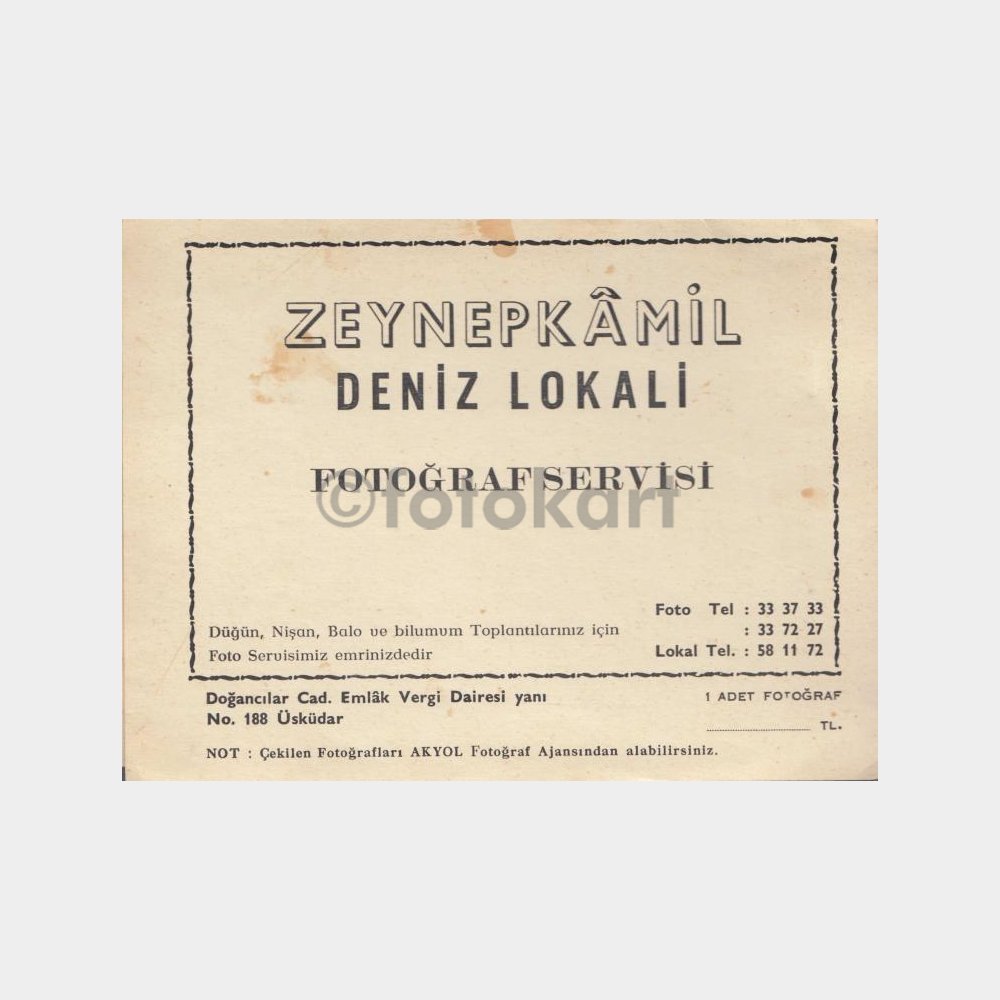 ZEYNEPKÂMİL
DENİZ LOKALİ
FOTOĞRAF SERVİSİ
©fotokart
Düğün, Nişan, Balo ve bilumum Toplantılarınız için
Foto Servisimiz emrinizdedir
Foto Tel : 33 37 33
: 33 72 27
Lokal Tel. : 58 11 72
Doğancılar Cad. Emlâk Vergi Dairesi yanı
No. 188 Üsküdar
1 ADET FOTOĞRAF
TL.
NOT : Çekilen Fotoğrafları AKYOL Fotoğraf Ajansından alabilirsiniz.